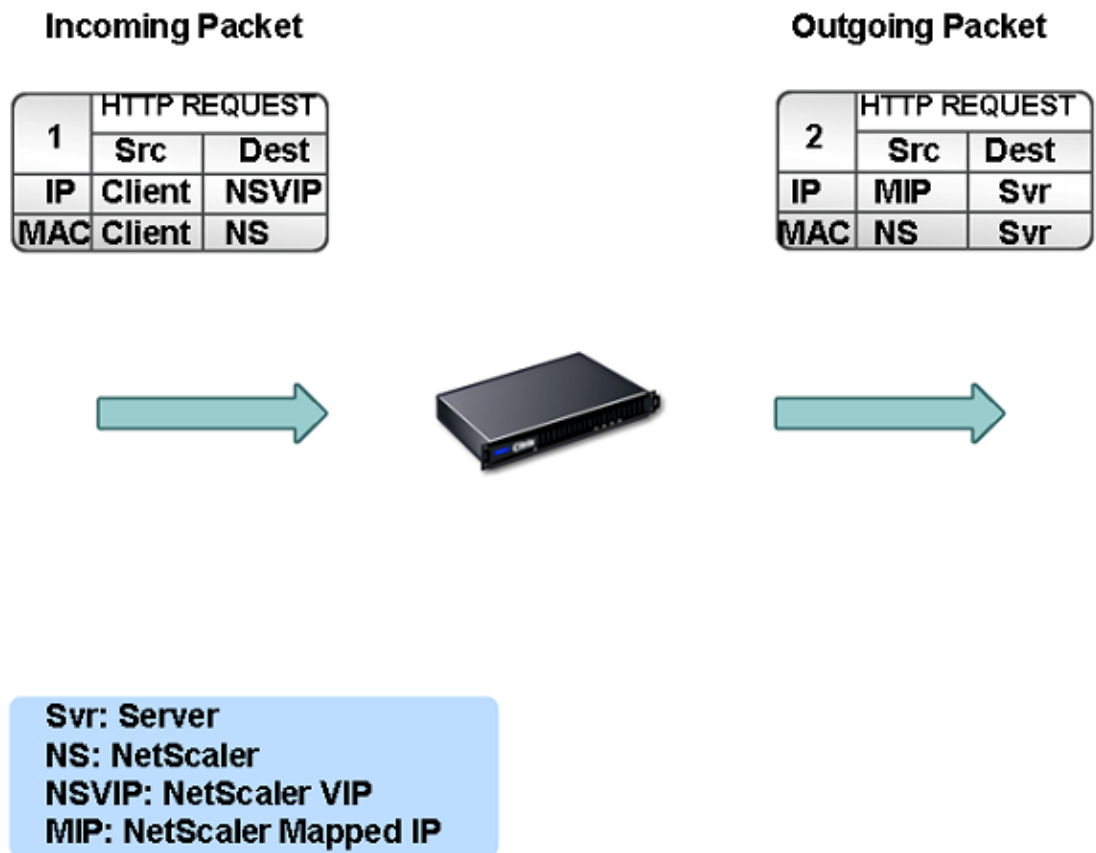 Incoming Packet
Outgoing Packet
1
HTTP REQUEST
Src Dest
IP Client NSVIP
MAC Client NS
2
HTTP REQUEST
Src Dest
IP MIP Svr
MAC NS Svr
Svr: Server
NS: NetScaler
NSVIP: NetScaler VIP
MIP: NetScaler Mapped IP